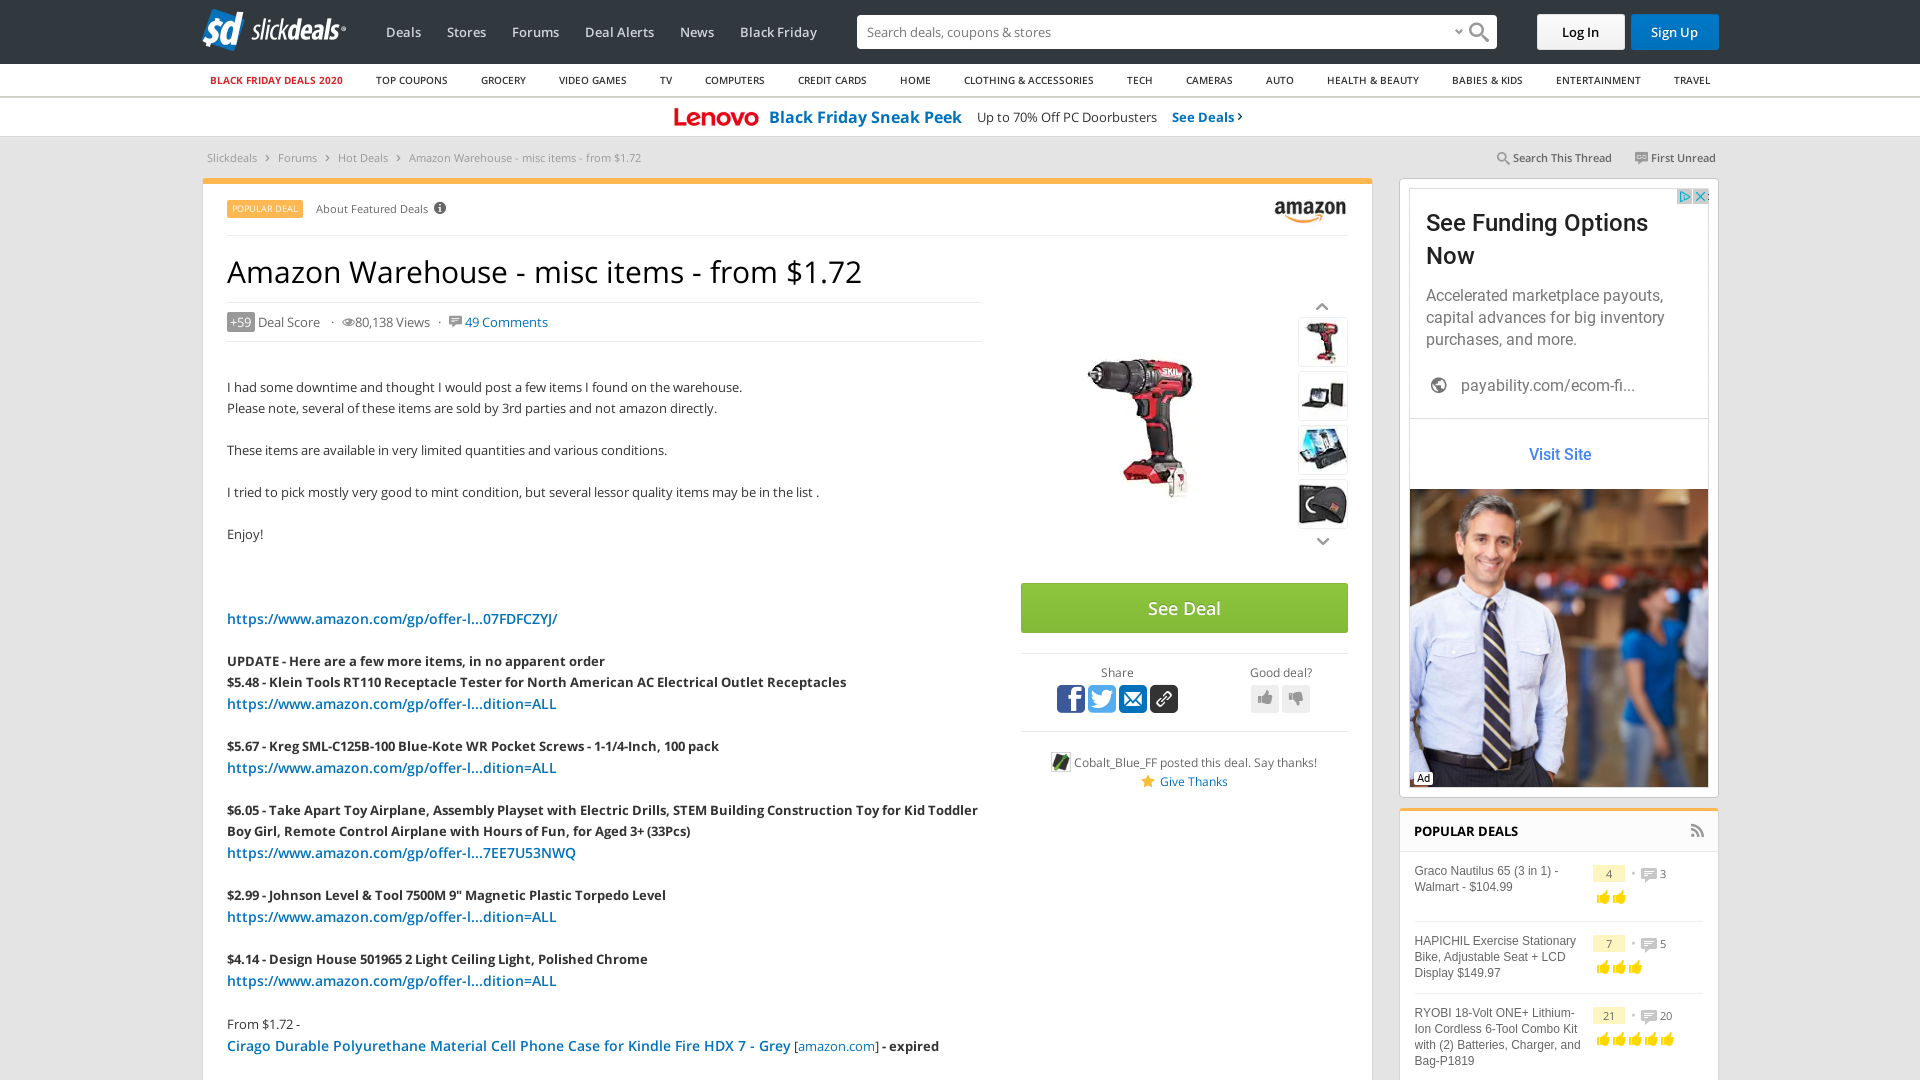 slickdeals
Deals
Stores
Forums
Deal Alerts
News
Black Friday
Search deals, coupons & stores
Log In
Sign Up
BLACK FRIDAY DEALS 2020
TOP COUPONS
GROCERY
VIDEO GAMES
TV
COMPUTERS
CREDIT CARDS
HOME
CLOTHING & ACCESSORIES
TECH
CAMERAS
AUTO
HEALTH & BEAUTY
BABIES & KIDS
ENTERTAINMENT
TRAVEL
Lenovo Black Friday Sneak Peek Up to 70% Off PC Doorbusters See Deals
Slickdeals › Forums › Hot Deals › Amazon Warehouse - misc items - from $1.72
Search This Thread
First Unread
POPULAR DEAL
About Featured Deals
amazon
Amazon Warehouse - misc items - from $1.72
+59 Deal Score · 80,138 Views · 49 Comments
I had some downtime and thought I would post a few items I found on the warehouse.
Please note, several of these items are sold by 3rd parties and not amazon directly.
These items are available in very limited quantities and various conditions.
I tried to pick mostly very good to mint condition, but several lessor quality items may be in the list .
Enjoy!
https://www.amazon.com/gp/offer-l...07FDFCZYJ/
UPDATE - Here are a few more items, in no apparent order
$5.48 - Klein Tools RT110 Receptacle Tester for North American AC Electrical Outlet Receptacles
https://www.amazon.com/gp/offer-l...dition=ALL
$5.67 - Kreg SML-C125B-100 Blue-Kote WR Pocket Screws - 1-1/4-Inch, 100 pack
https://www.amazon.com/gp/offer-l...dition=ALL
$6.05 - Take Apart Toy Airplane, Assembly Playset with Electric Drills, STEM Building Construction Toy for Kid Toddler
Boy Girl, Remote Control Airplane with Hours of Fun, for Aged 3+ (33Pcs)
https://www.amazon.com/gp/offer-l...7EE7U53NWQ
$2.99 - Johnson Level & Tool 7500M 9" Magnetic Plastic Torpedo Level
https://www.amazon.com/gp/offer-l...dition=ALL
$4.14 - Design House 501965 2 Light Ceiling Light, Polished Chrome
https://www.amazon.com/gp/offer-l...dition=ALL
From $1.72 -
Cirago Durable Polyurethane Material Cell Phone Case for Kindle Fire HDX 7 - Grey [amazon.com] - expired
SKIL
See Deal
Share
Good deal?
Cobalt_Blue_FF posted this deal. Say thanks!
Give Thanks
See Funding Options
Now
Accelerated marketplace payouts,
capital advances for big inventory
purchases, and more.
payability.com/ecom-fi...
Visit Site
Ad
POPULAR DEALS
Graco Nautilus 65 (3 in 1) -
Walmart - $104.99
4 • 3
HAPICHIL Exercise Stationary
Bike, Adjustable Seat + LCD
Display $149.97
7 • 5
RYOBI 18-Volt ONE+ Lithium-
Ion Cordless 6-Tool Combo Kit
with (2) Batteries, Charger, and
Bag-P1819
21 • 20